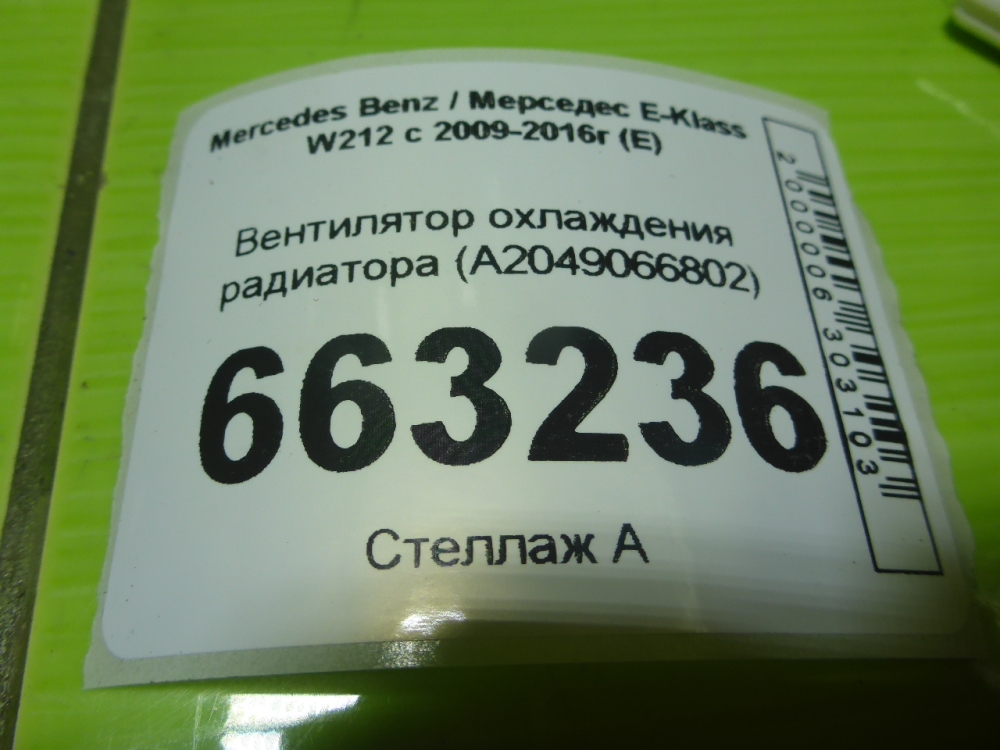 Mercedes Benz / Мерседес E-Klass
W212 с 2009-2016г (E)
Вентилятор охлаждения
радиатора (A2049066802)
663236
Стеллаж А
2000006303103